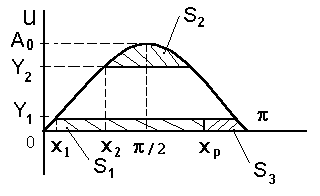 U
S₂
A₀
Y₂
Y₁
π
0
x₁ x₂ π/2 xₚ
S₁ S₃